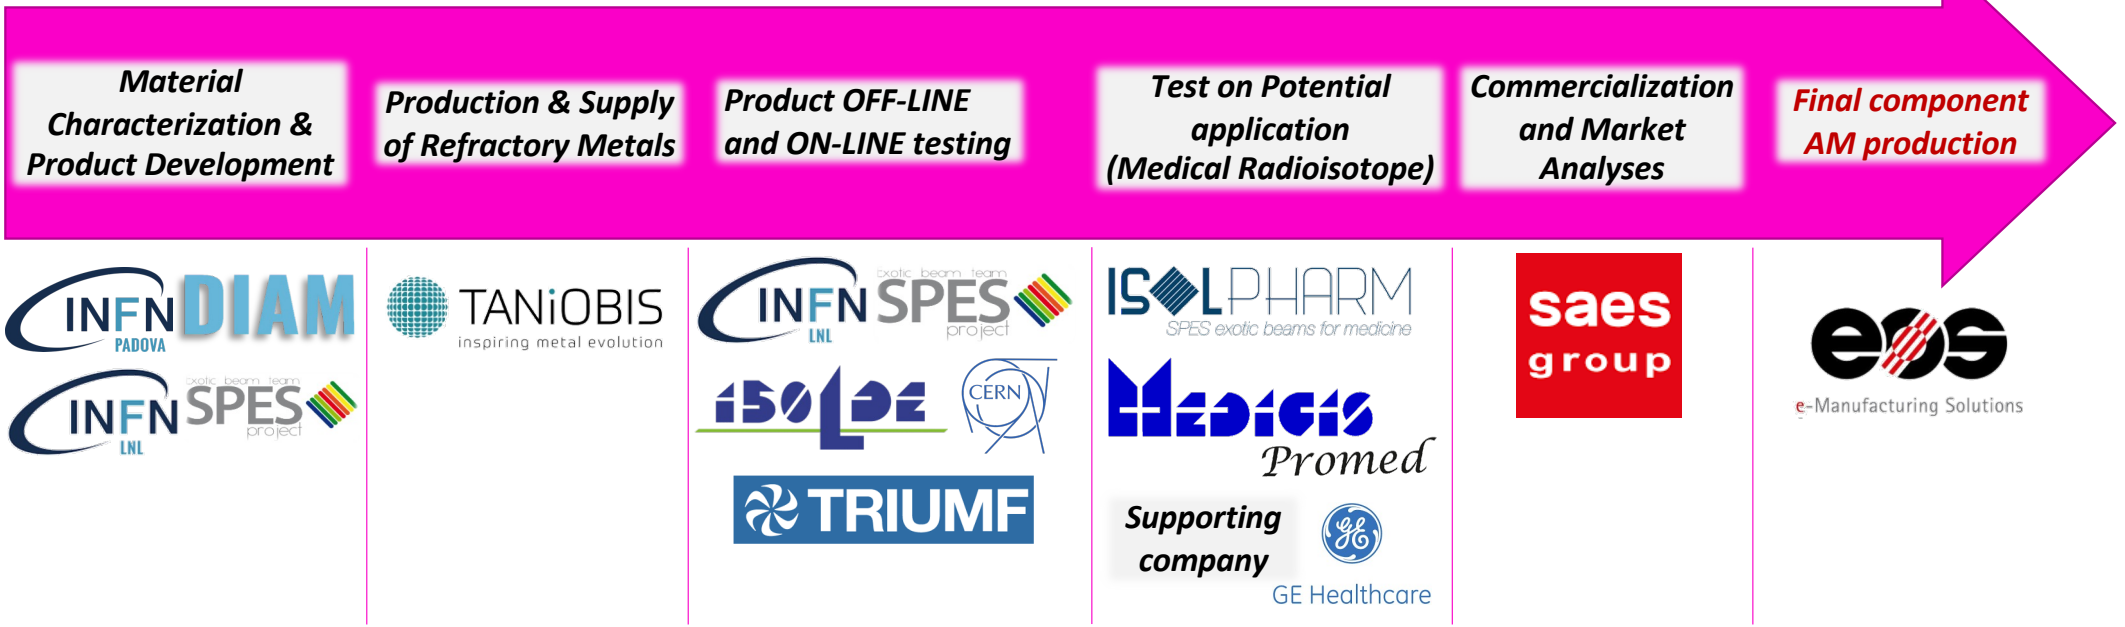 Material
Characterization &
Product Development
Production & Supply
of Refractory Metals
Product OFF-LINE
and ON-LINE testing
Test on Potential
application
(Medical Radioisotope)
Commercialization
and Market
Analyses
Final component
AM production
INFN DIAM
PADOVA
exotic beam team
INFN SPES
project
LNL
TANiOBIS
inspiring metal evolution
exotic beam team
INFN SPES
project
LNL
ISOLDE
CERN
TRIUMF
ISOLPHARM
SPES exotic beams for medicine
MEDICIS
Promed
Supporting
company
GE
GE Healthcare
saes
group
eos
e-Manufacturing Solutions